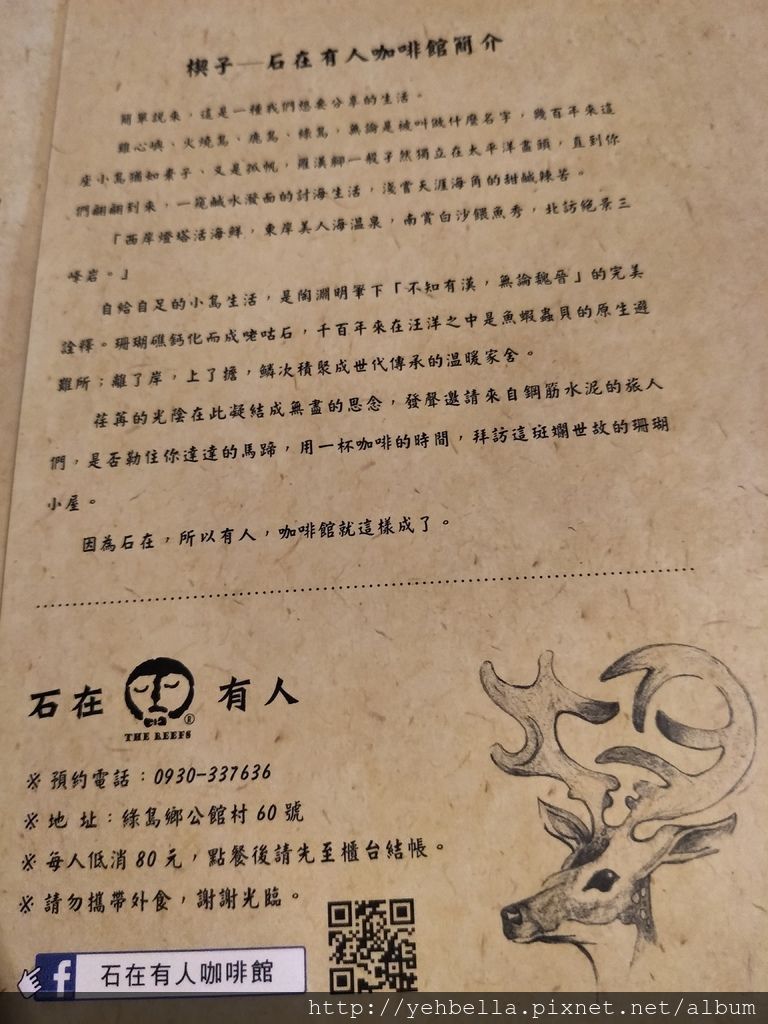 楔子—石在有人咖啡館簡介
簡單說來，這是一種我們想要分享的生活。
雞心嶼、火燒島、鹿島、綠島，無論是被叫做什麼名字，幾百年來這
座小島猶如棄子、又是孤帆，羅漢腳一般孑然獨立在太平洋盡頭，直到你
們翩翩到來，一窺鹹水潑面的討海生活，淺嘗天涯海角的甜鹹辣苦。
「西岸燈塔活海鮮，東岸美人海溫泉，南賞白沙餵魚秀，北訪絕景三
峰岩。」
自給自足的小島生活，是陶淵明筆下「不知有漢，無論魏晉」的完美
詮釋。珊瑚礁鈣化而成咾咕石，千百年來在汪洋之中是魚蝦蟲貝的原生避
難所；離了岸，上了擔，鱗次積聚成世代傳承的溫暖家舍。
荏苒的光陰在此凝結成無盡的思念，發聲邀請來自鋼筋水泥的旅人
們，是否勒住你達達的馬蹄，用一杯咖啡的時間，拜訪這斑斕世故的珊瑚
小屋。
因為石在，所以有人，咖啡館就這樣成了。
石在 有人
THE REEFS ®
※ 預約電話：0930-337636
※ 地 址：綠島鄉公館村 60 號
※ 每人低消 80 元，點餐後請先至櫃台結帳。
※ 請勿攜帶外食，謝謝光臨。
f 石在有人咖啡館
http://yehbella.pixnet.net/album